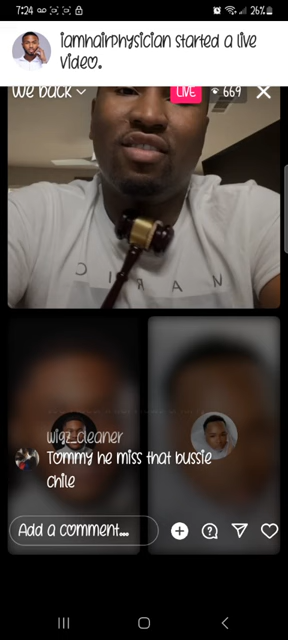 7:24
26%
iamhairphysician started a live
video.
We back
LIVE
669
MARIC
wigz_cleaner
Tommy he miss that bussie
chile
Add a comment...